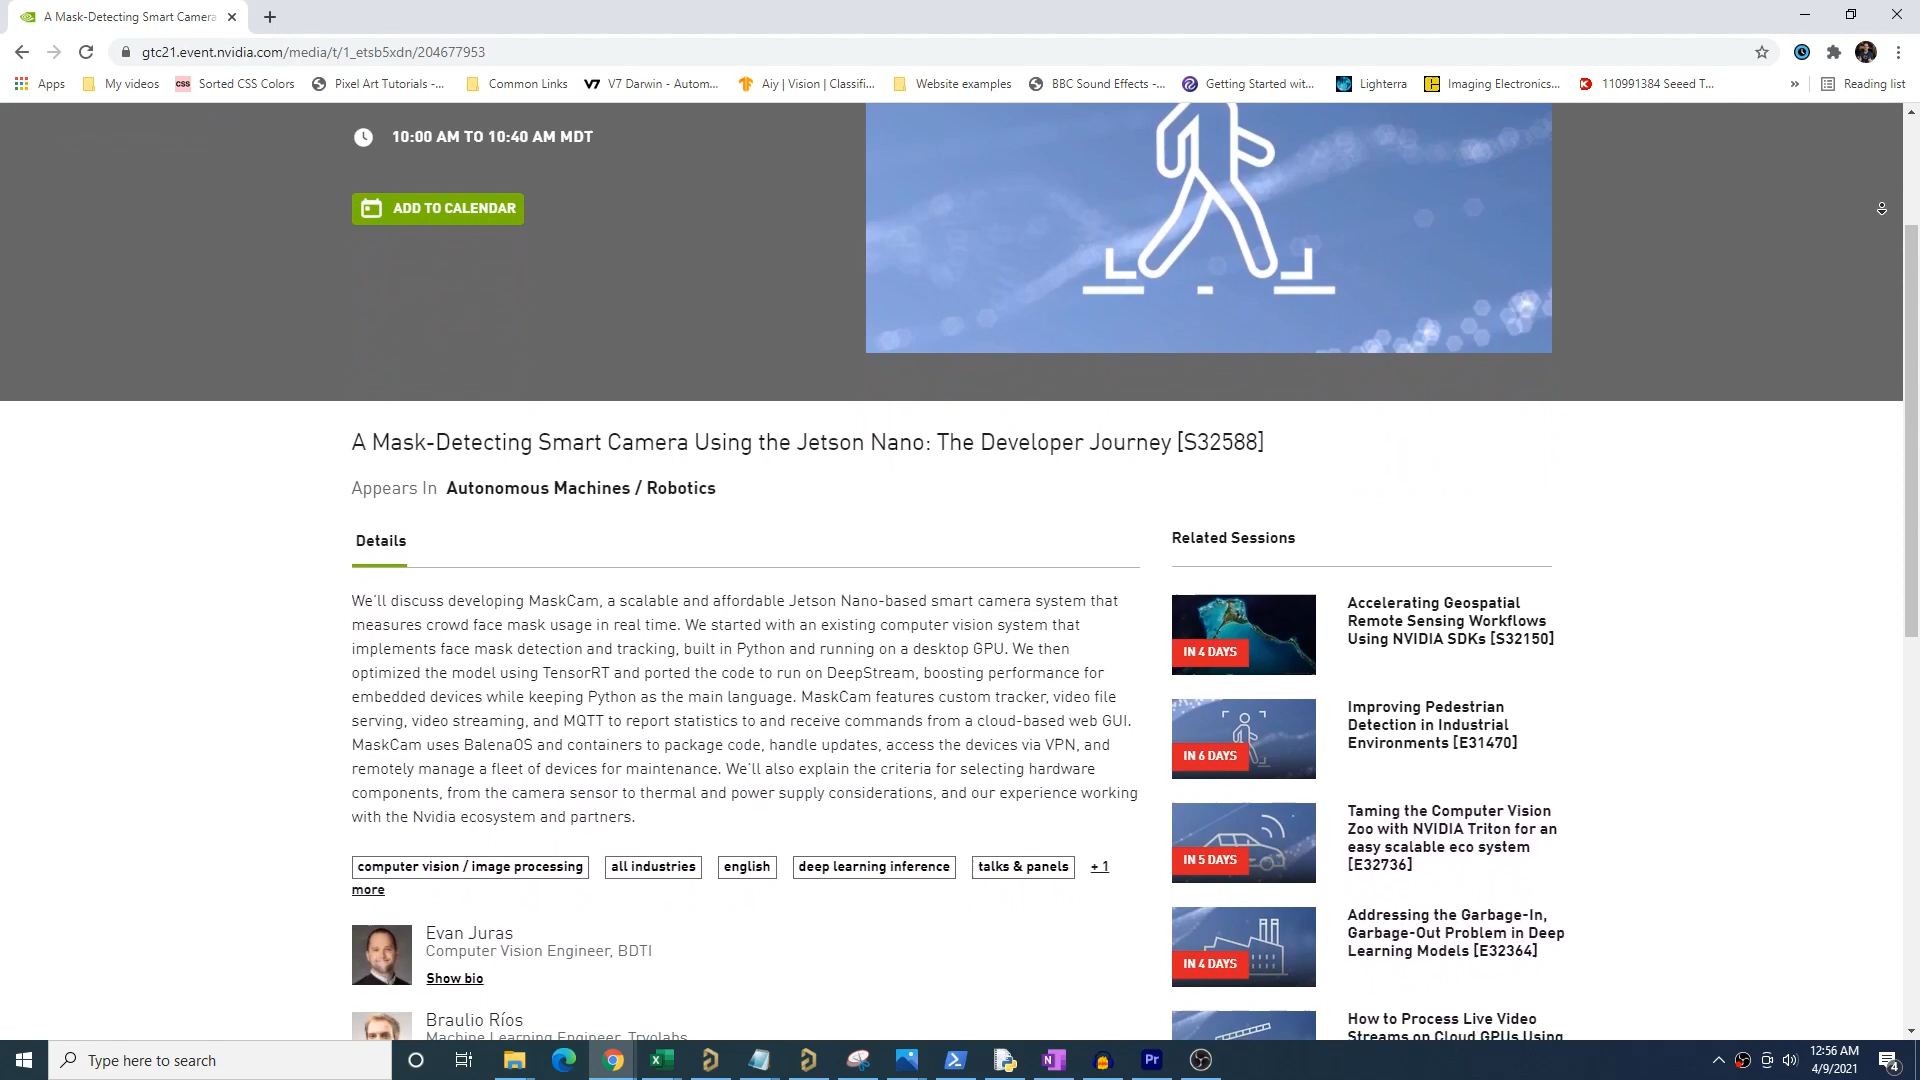 A Mask-Detecting Smart Camera
gtc21.event.nvidia.com/media/t/1_etsb5xdn/204677953
Apps
My videos
css Sorted CSS Colors
Pixel Art Tutorials -...
Common Links
V7 V7 Darwin - Autom...
Aiy | Vision | Classifi...
Website examples
BBC Sound Effects -...
Getting Started wit...
Lighterra
Imaging Electronics...
110991384 Seeed T...
»
Reading list
10:00 AM TO 10:40 AM MDT
ADD TO CALENDAR
A Mask-Detecting Smart Camera Using the Jetson Nano: The Developer Journey [S32588]
Appears In Autonomous Machines / Robotics
Details
We'll discuss developing MaskCam, a scalable and affordable Jetson Nano-based smart camera system that
measures crowd face mask usage in real time. We started with an existing computer vision system that
implements face mask detection and tracking, built in Python and running on a desktop GPU. We then
optimized the model using TensorRT and ported the code to run on DeepStream, boosting performance for
embedded devices while keeping Python as the main language. MaskCam features custom tracker, video file
serving, video streaming, and MQTT to report statistics to and receive commands from a cloud-based web GUI.
MaskCam uses BalenaOS and containers to package code, handle updates, access the devices via VPN, and
remotely manage a fleet of devices for maintenance. We'll also explain the criteria for selecting hardware
components, from the camera sensor to thermal and power supply considerations, and our experience working
with the Nvidia ecosystem and partners.
computer vision / image processing
all industries
english
deep learning inference
talks & panels
+ 1
more
Evan Juras
Computer Vision Engineer, BDTI
Show bio
Braulio Ríos
Machine Learning Engineer, Tryolabs
Related Sessions
IN 4 DAYS
Accelerating Geospatial
Remote Sensing Workflows
Using NVIDIA SDKs [S32150]
IN 6 DAYS
Improving Pedestrian
Detection in Industrial
Environments [E31470]
IN 5 DAYS
Taming the Computer Vision
Zoo with NVIDIA Triton for an
easy scalable eco system
[E32736]
IN 4 DAYS
Addressing the Garbage-In,
Garbage-Out Problem in Deep
Learning Models [E32364]
How to Process Live Video
Streams on Cloud GPUs Using
Type here to search
Pr
12:56 AM
4/9/2021
4